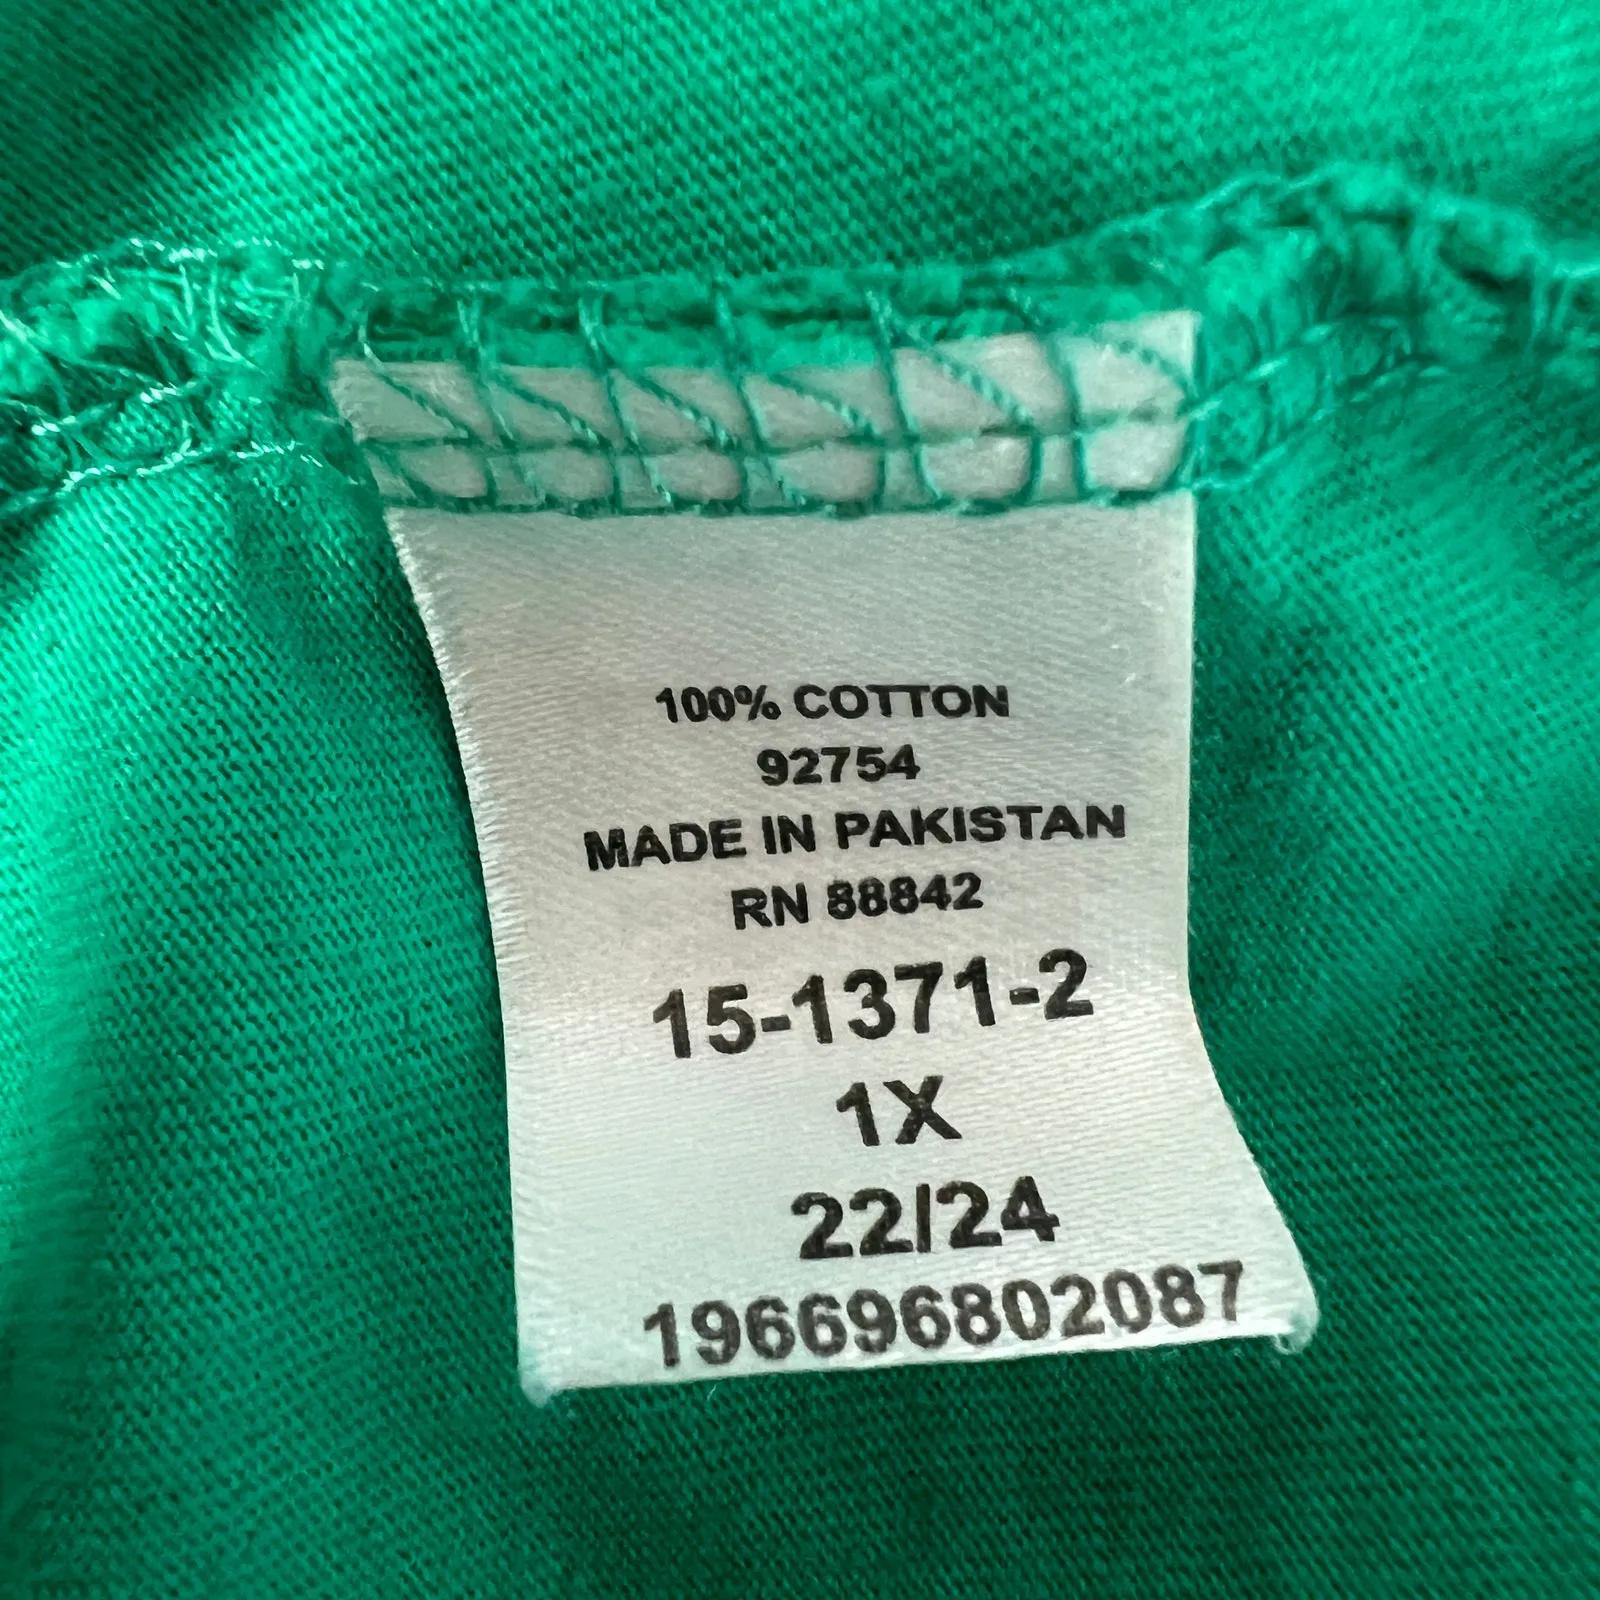 100% COTTON
92754
MADE IN PAKISTAN
RN 88842
15-1371-2
1X
22/24
196696802087